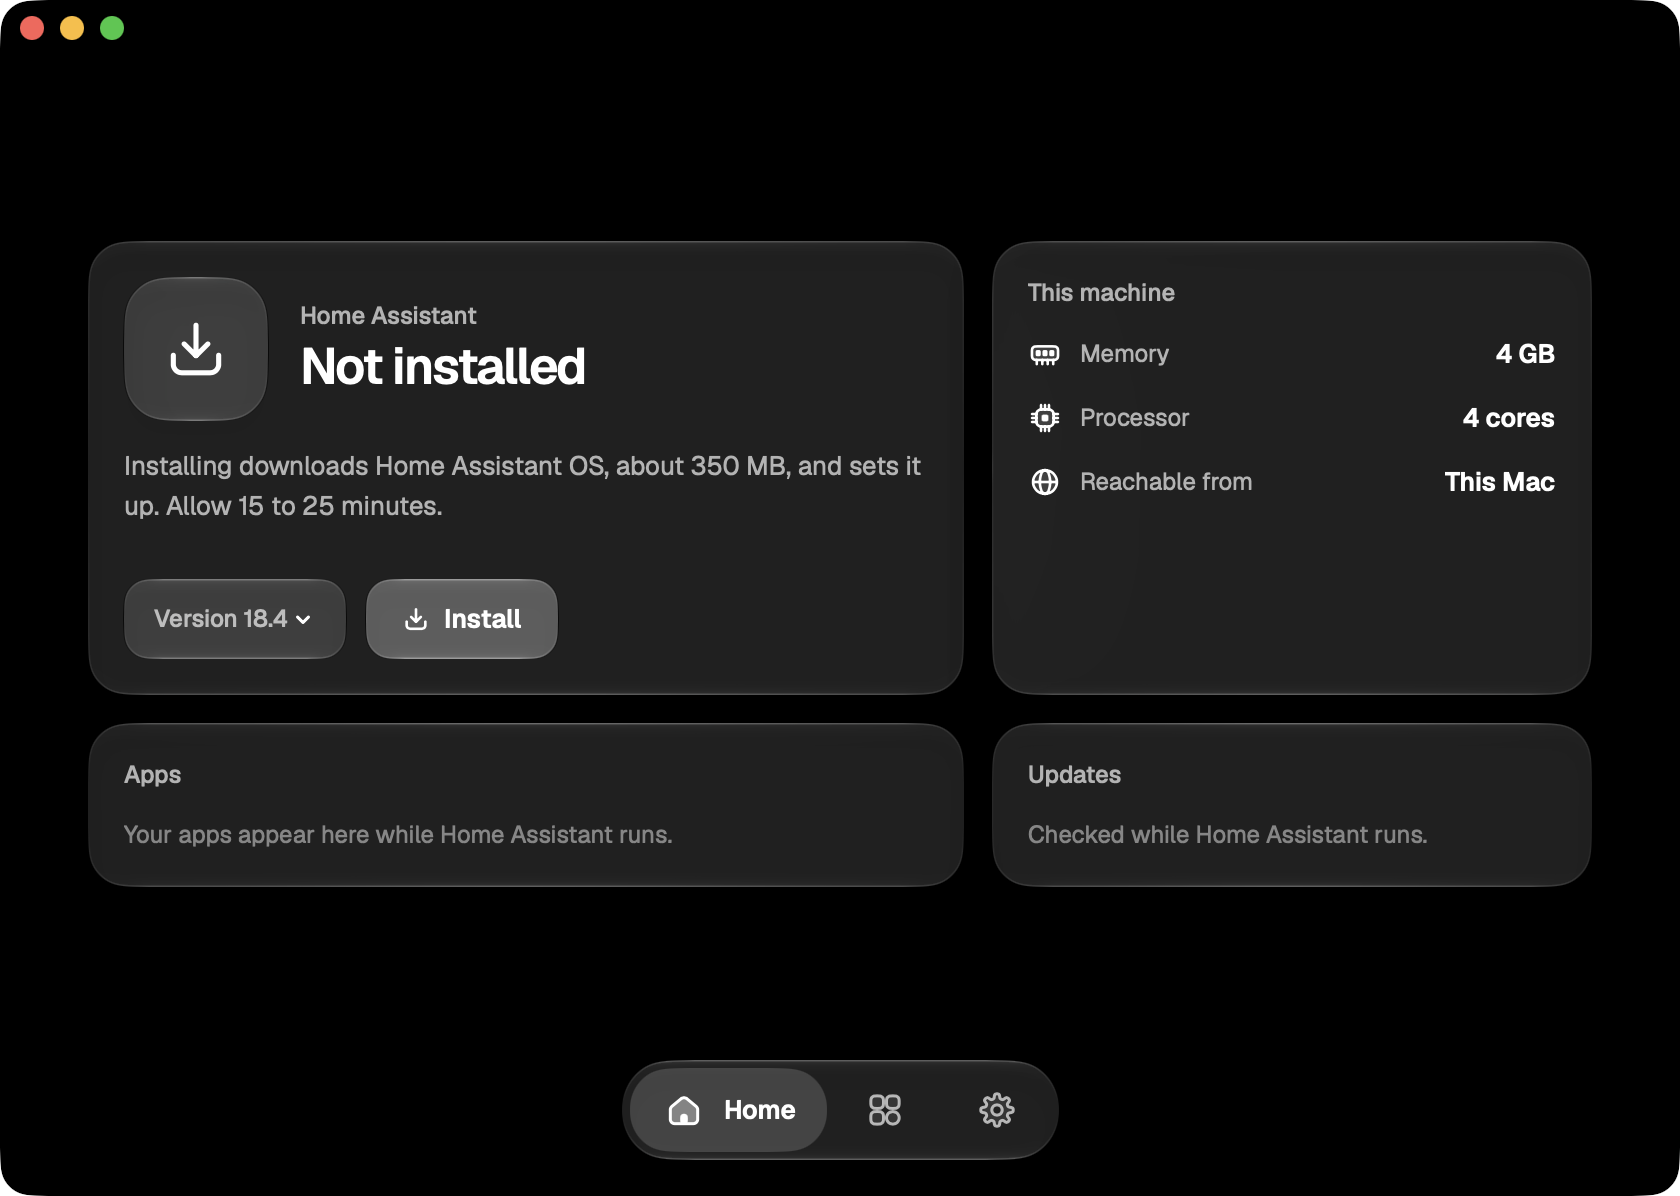 Home Assistant
Not installed
Installing downloads Home Assistant OS, about 350 MB, and sets it
up. Allow 15 to 25 minutes.
Version 18.4
Install
This machine
Memory 4 GB
Processor 4 cores
Reachable from This Mac
Apps
Your apps appear here while Home Assistant runs.
Updates
Checked while Home Assistant runs.
Home